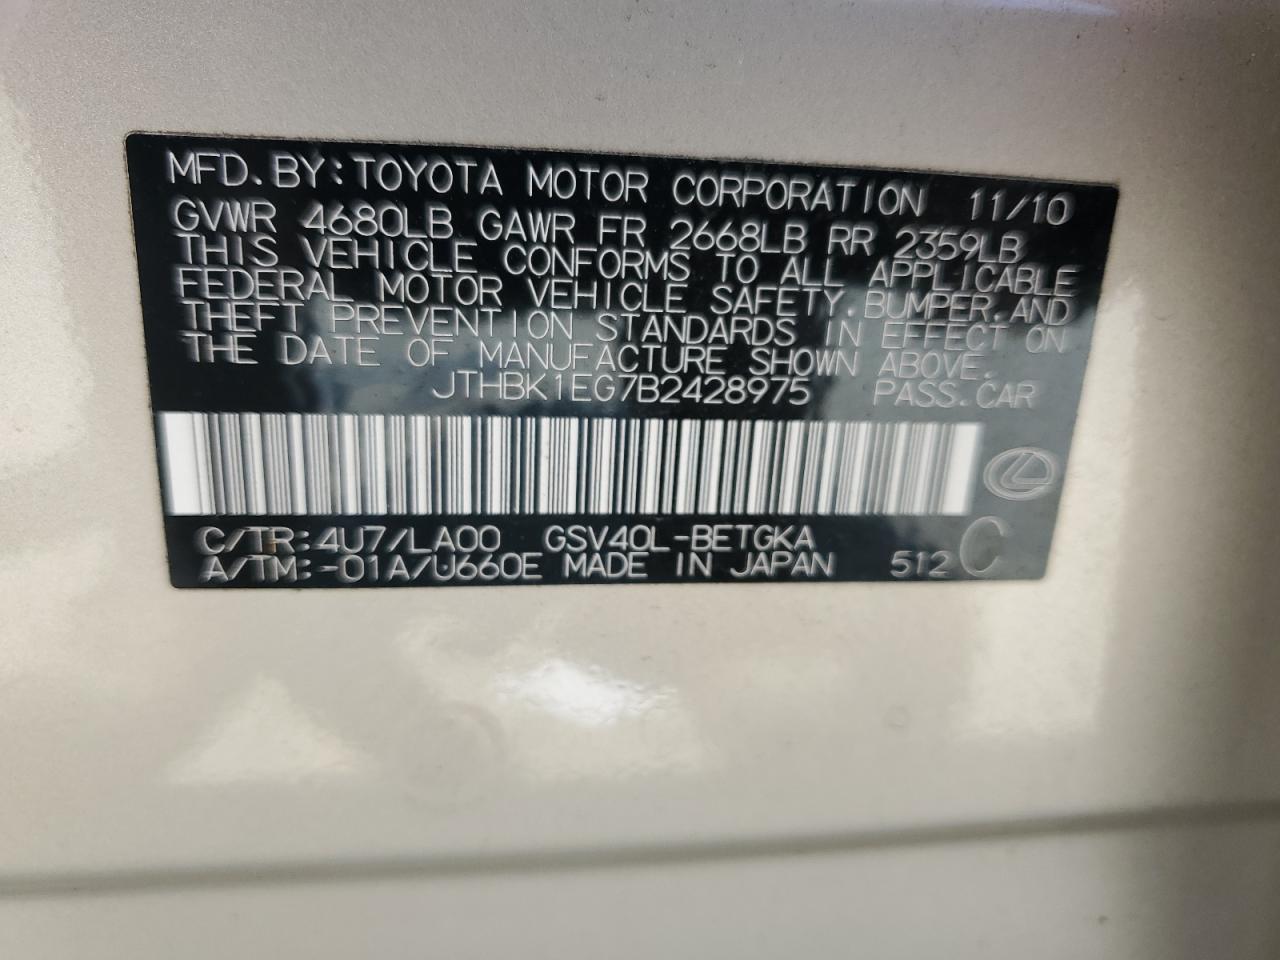 MFD.BY:TOYOTA MOTOR CORPORATION 11/10
GVWR 4680LB GAWR FR 2668LB RR 2359LB
THIS VEHICLE CONFORMS TO ALL APPLICABLE
FEDERAL MOTOR VEHICLE SAFETY,BUMPER,AND
THEFT PREVENTION STANDARDS IN EFFECT ON
THE DATE OF MANUFACTURE SHOWN ABOVE.
JTHBK1EG7B2428975 PASS.CAR
C/TR:4U7/LA00 GSV40L-BETGKA
A/TM:-01A/U660E MADE IN JAPAN 512 C